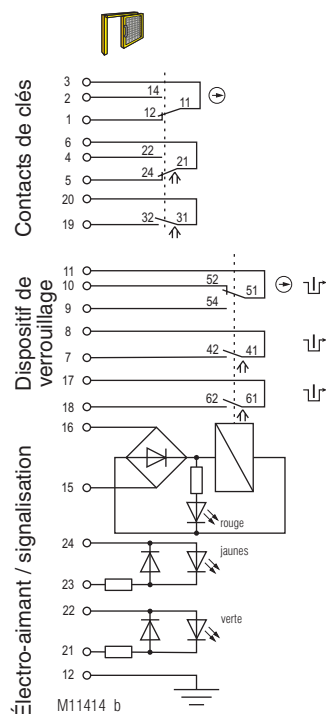 Contacts de clés
3
2 14
11
1 12
6
4 22
21
5 24
20
19 32 31
Dispositif de
verrouillage
11
10 52
51
9 54
8
7 42 41
17
18 62 61
Électro-aimant / signalisation
16
15
rouge
24
jaunes
23
22
verte
21
12
M11414 b